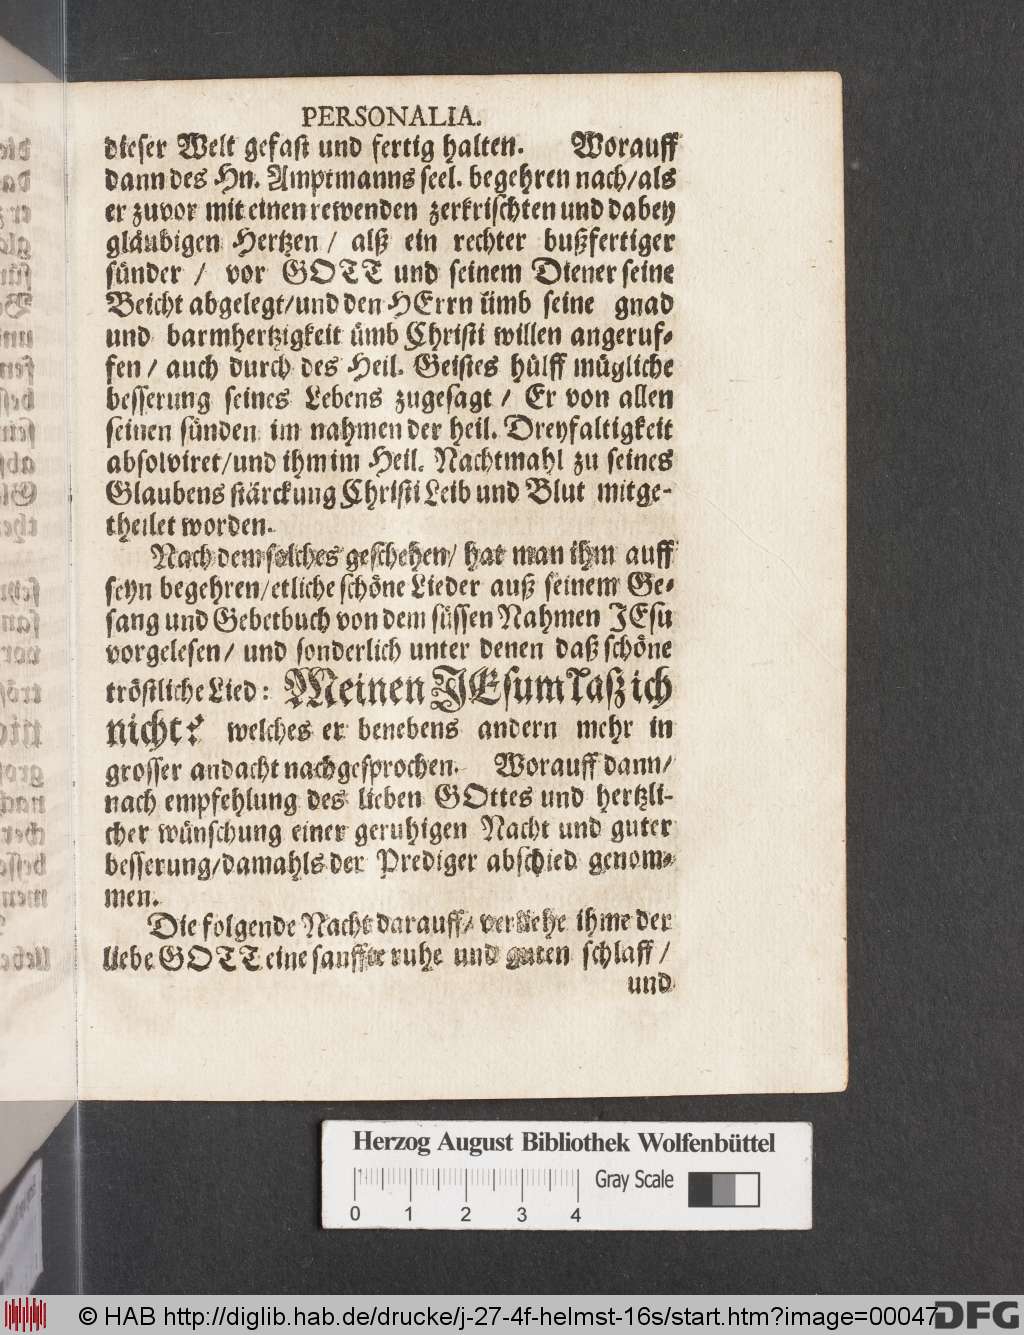 PERSONALIA.
dieser Welt gefast und fertig halten. Worauff
dann des Hn. Amptmanns seel. begehren nach/als
er zuvor mit einen rewenden zerkrischten und dabey
gläubigen Hertzen / alß ein rechter bußfertiger
sünder / vor GOTT und seinem Diener seine
Beicht abgelegt/und den HErrn ümb seine gnad
und barmhertzigkeit ümb Christi willen angeruf-
fen / auch durch des Heil. Geistes hülff mügliche
besserung seines Lebens zugesagt / Er von allen
seinen sünden im nahmen der heil. Dreyfaltigkeit
absolviret/und ihm im Heil. Nachtmahl zu seines
Glaubens stärckung Christi Leib und Blut mitge-
theilet worden.
Nach dem solches geschehen/ hat man ihm auff
seyn begehren/etliche schöne Lieder auß seinem Ge-
sang und Gebetbuch von dem süssen Nahmen JEsu
vorgelesen/ und sonderlich unter denen daß schöne
tröstliche Lied: Meinen JEsum laß ich
nicht: welches er benebens andern mehr in
grosser andacht nachgesprochen. Worauff dann/
nach empfehlung des lieben GOttes und hertzli-
cher wünschung einer geruhigen Nacht und guter
besserung/damahls der Prediger abschied genom-
men.
Die folgende Nacht darauff/ verliehe ihme der
liebe GOTT eine sauffte ruhe und guten schlaff /
und
Herzog August Bibliothek Wolfenbüttel
Gray Scale
0 1 2 3 4
© HAB http://diglib.hab.de/drucke/j-27-4f-helmst-16s/start.htm?image=00047
DFG